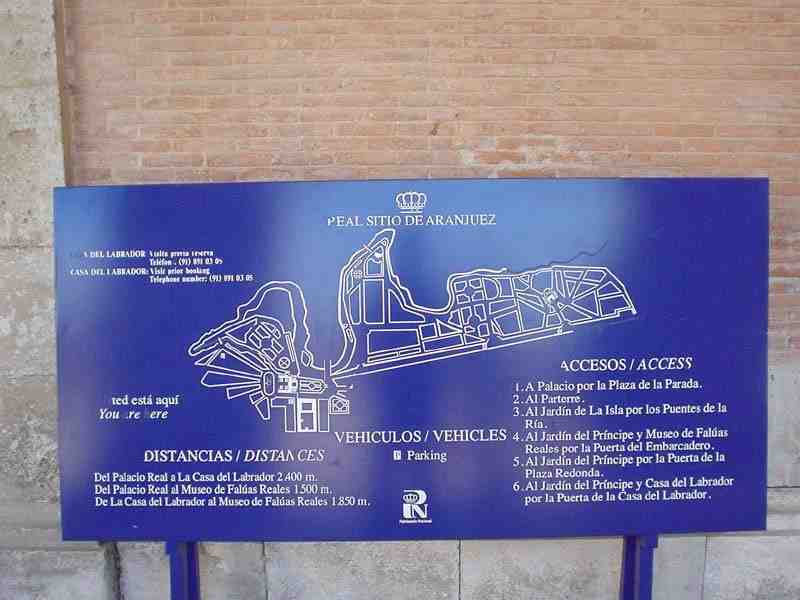 REAL SITIO DE ARANJUEZ
CASA DEL LABRADOR Visita previa reserva
Teléfon. (91) 891 03 05
CASA DEL LABRADOR: Visit prior booking
Telephone number: (91) 891 03 05
ted está aquí
You are here
DISTANCIAS / DISTANCES
Del Palacio Real a La Casa del Labrador 2.400 m.
Del Palacio Real al Museo de Falúas Reales 1.500 m.
De La Casa del Labrador al Museo de Falúas Reales 1.850 m.
VEHICULOS / VEHICLES
P Parking
Patrimonio Nacional
ACCESOS / ACCESS
1. A Palacio por la Plaza de la Parada.
2. Al Parterre.
3. Al Jardín de La Isla por los Puentes de la
Ría.
4. Al Jardín del Príncipe y Museo de Falúas
Reales por la Puerta del Embarcadero.
5. Al Jardín del Príncipe por la Puerta de la
Plaza Redonda.
6. Al Jardín del Príncipe y Casa del Labrador
por la Puerta de la Casa del Labrador.